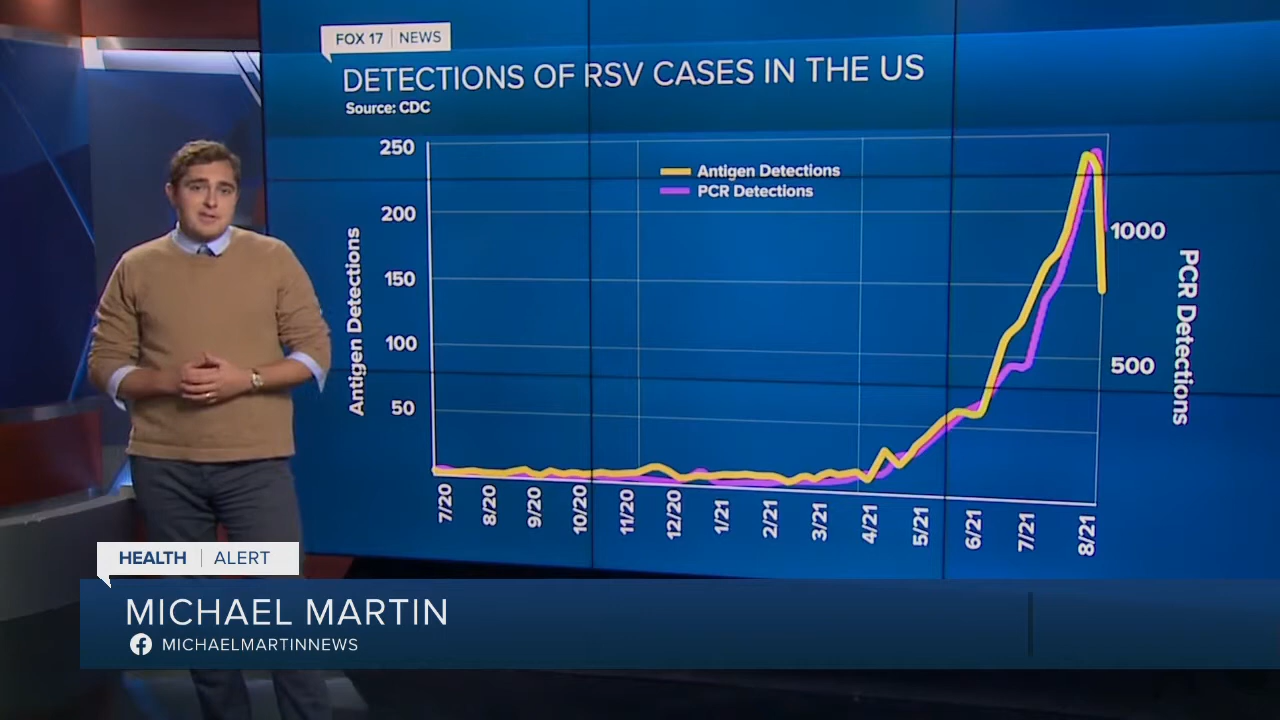 FOX 17 | NEWS
DETECTIONS OF RSV CASES IN THE US
Source: CDC
Antigen Detections
PCR Detections
250
200
150
100
50
Antigen Detections
1000
500
PCR Detections
7/20 8/20 9/20 10/20 11/20 12/20 1/21 2/21 3/21 4/21 5/21 6/21 7/21 8/21
HEALTH | ALERT
MICHAEL MARTIN
MICHAELMARTINNEWS